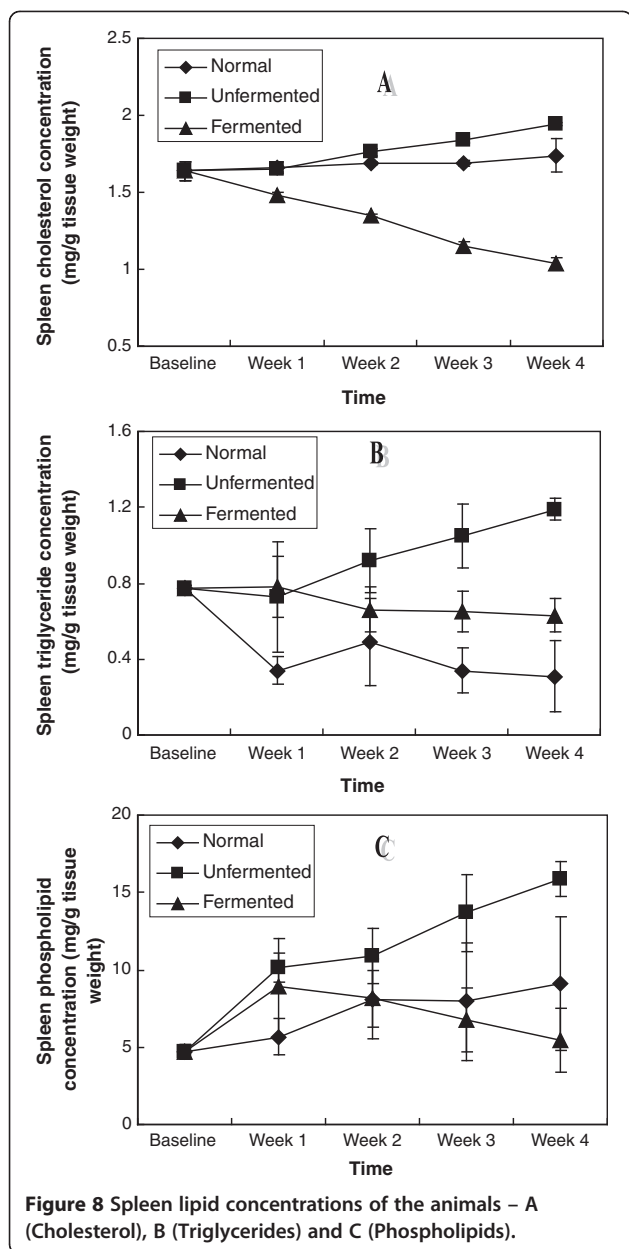 2.5
2
1.5
1
0.5
Spleen cholesterol concentration
(mg/g tissue weight)
Normal
Unfermented
Fermented
A
Baseline Week 1 Week 2 Week 3 Week 4
Time
1.6
1.2
0.8
0.4
0
Spleen triglyceride concentration
(mg/g tissue weight)
Normal
Unfermented
Fermented
B
Baseline Week 1 Week 2 Week 3 Week 4
Time
20
15
10
5
0
Spleen phospholipid
concentration (mg/g tissue
weight)
Normal
Unfermented
Fermented
C
Baseline Week 1 Week 2 Week 3 Week 4
Time
Figure 8 Spleen lipid concentrations of the animals – A
(Cholesterol), B (Triglycerides) and C (Phospholipids).